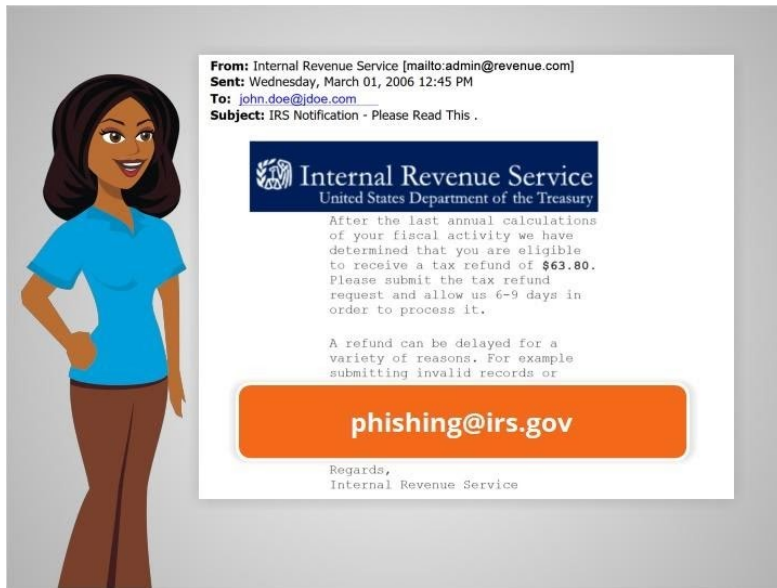 From: Internal Revenue Service [mailto:admin@revenue.com]
Sent: Wednesday, March 01, 2006 12:45 PM
To: john.doe@jdoe.com
Subject: IRS Notification - Please Read This .
Internal Revenue Service
United States Department of the Treasury
After the last annual calculations
of your fiscal activity we have
determined that you are eligible
to receive a tax refund of $63.80.
Please submit the tax refund
request and allow us 6-9 days in
order to process it.
A refund can be delayed for a
variety of reasons. For example
submitting invalid records or
phishing@irs.gov
Regards,
Internal Revenue Service